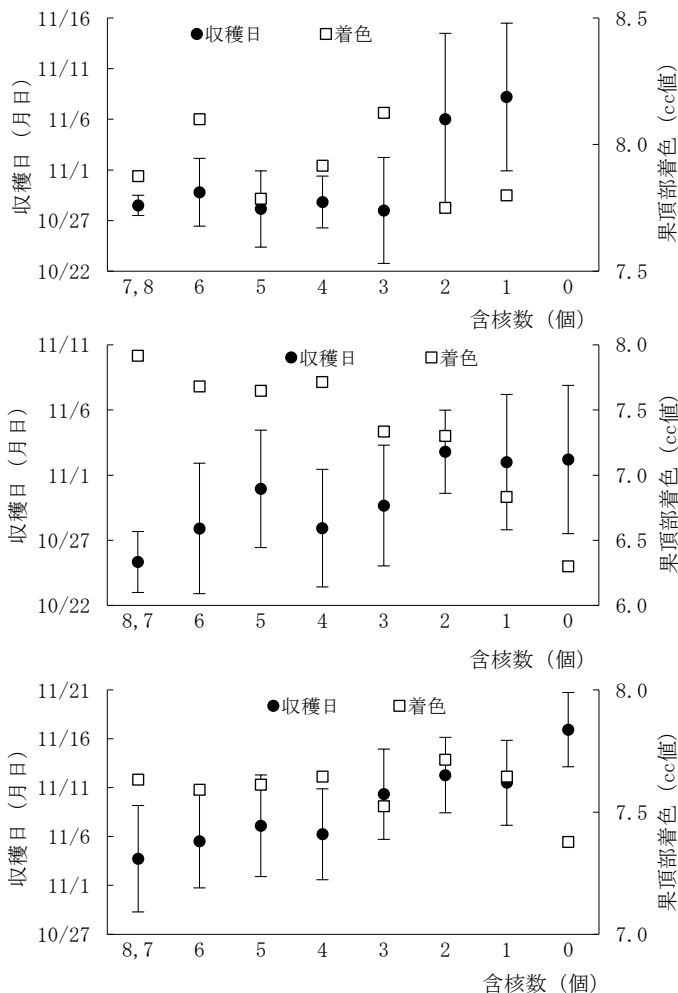 11/16
11/11
11/6
11/1
10/27
10/22
収穫日（月日）
●収穫日 □着色
8.5
8.0
7.5
果頂部着色（cc値）
7,8 6 5 4 3 2 1 0
含核数（個）
11/11
11/6
11/1
10/27
10/22
収穫日（月日）
●収穫日 □着色
8.0
7.5
7.0
6.5
6.0
果頂部着色（cc値）
8,7 6 5 4 3 2 1 0
含核数（個）
11/21
11/16
11/11
11/6
11/1
10/27
収穫日（月日）
●収穫日 □着色
8.0
7.5
7.0
果頂部着色（cc値）
8,7 6 5 4 3 2 1 0
含核数（個）